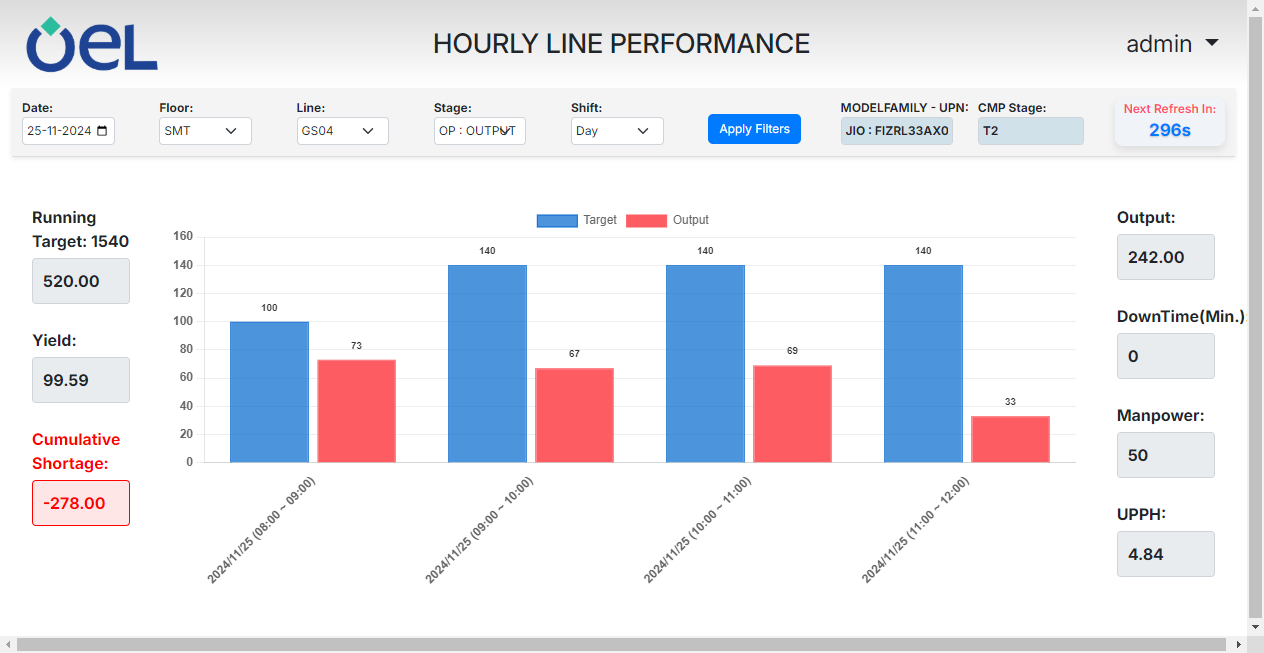 OEL
HOURLY LINE PERFORMANCE
admin
Date:
Floor:
Line:
Stage:
Shift:
MODELFAMILY - UPN:
CMP Stage:
Next Refresh In:
25-11-2024
SMT
GS04
OP : OUTPUT
Day
Apply Filters
JIO : FIZRL33AX0
T2
296s
Running
Target: 1540
520.00
Yield:
99.59
Cumulative
Shortage:
-278.00
Target
Output
160
140
120
100
80
60
40
20
0
100
73
140
67
140
69
140
33
2024/11/25 (08:00 ~ 09:00)
2024/11/25 (09:00 ~ 10:00)
2024/11/25 (10:00 ~ 11:00)
2024/11/25 (11:00 ~ 12:00)
Output:
242.00
DownTime(Min.):
0
Manpower:
50
UPPH:
4.84